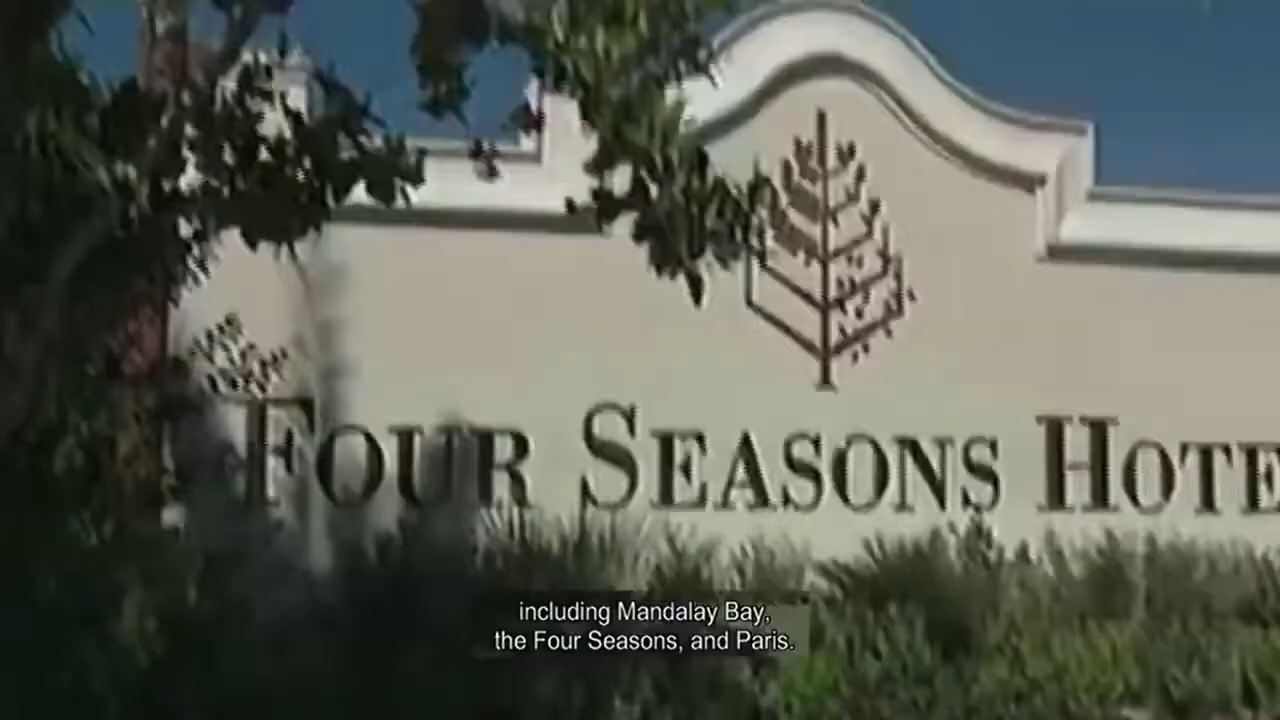 FOUR SEASONS HOTE
including Mandalay Bay,
the Four Seasons, and Paris.